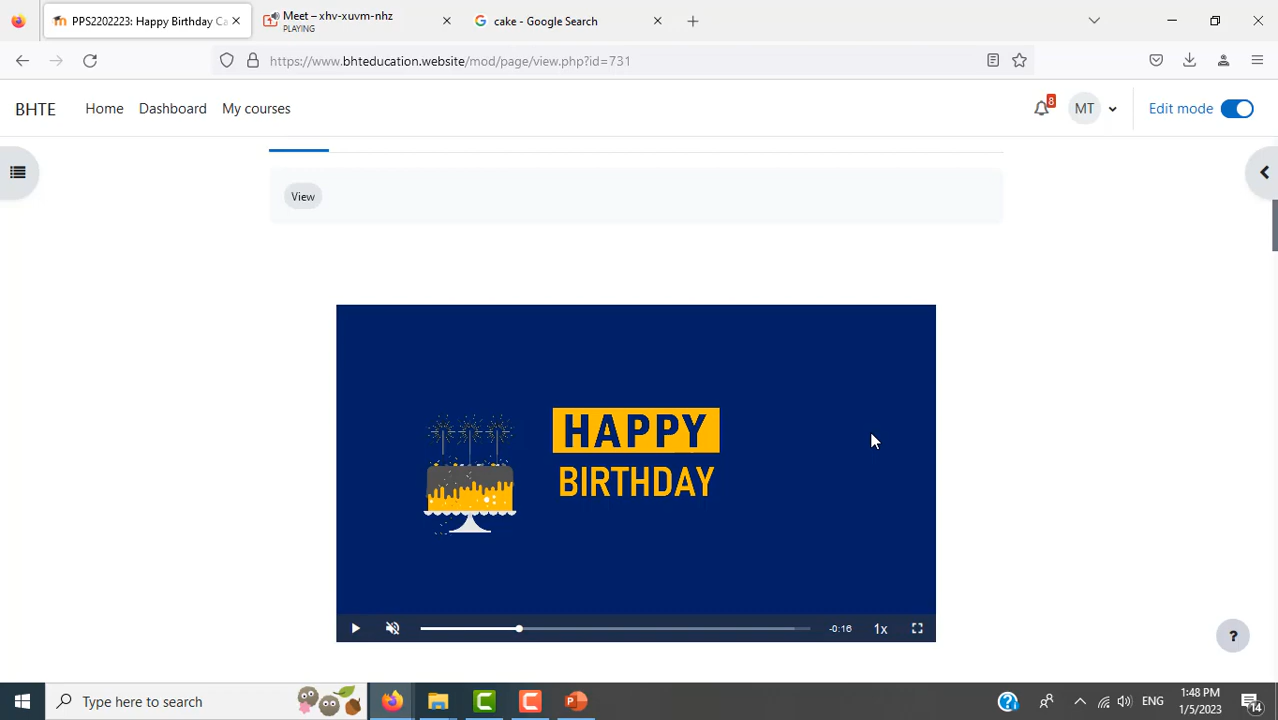 PPS2202223: Happy Birthday Ca
Meet – xhv-xuvm-nhz
PLAYING
cake - Google Search
https://www.bhteducation.website/mod/page/view.php?id=731
BHTE
Home
Dashboard
My courses
8
MT
Edit mode
View
HAPPY
BIRTHDAY
-0:16
1x
?
Type here to search
ENG
1:48 PM
1/5/2023
14